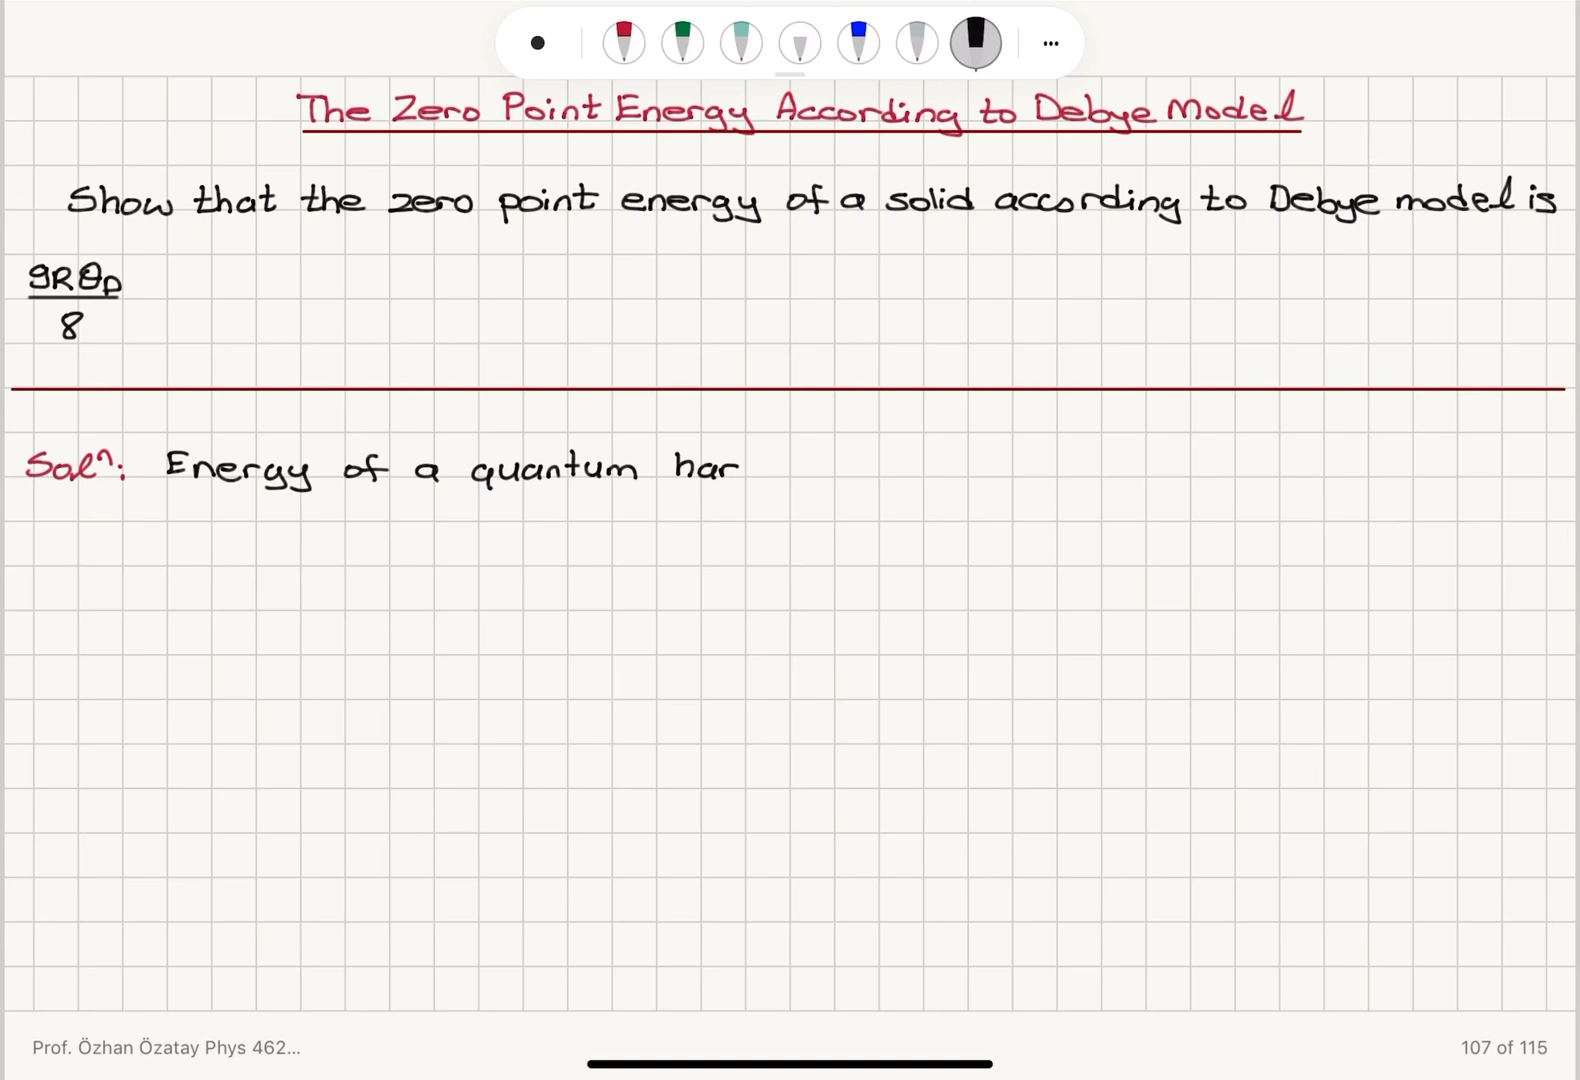 The Zero Point Energy According to Debye Model
Show that the zero point energy of a solid according to Debye model is
9RθD
8
Solⁿ: Energy of a quantum har
Prof. Özhan Özatay Phys 462...
107 of 115